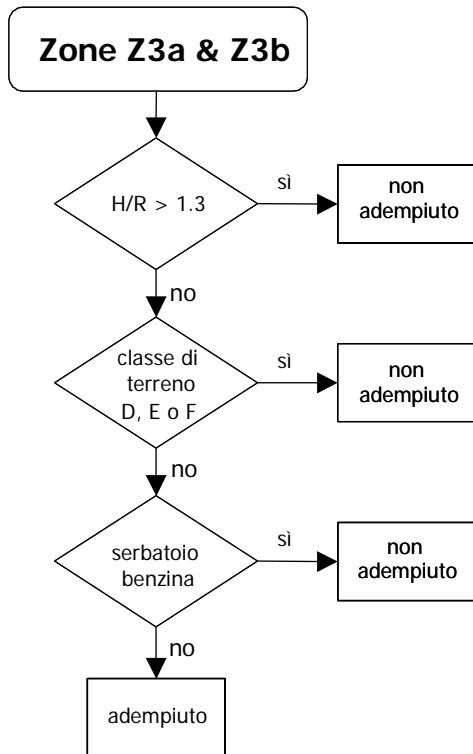 Zone Z3a & Z3b
H/R > 1.3
sì
non
adempiuto
no
classe di
terreno
D, E o F
sì
non
adempiuto
no
serbatoio
benzina
sì
non
adempiuto
no
adempiuto